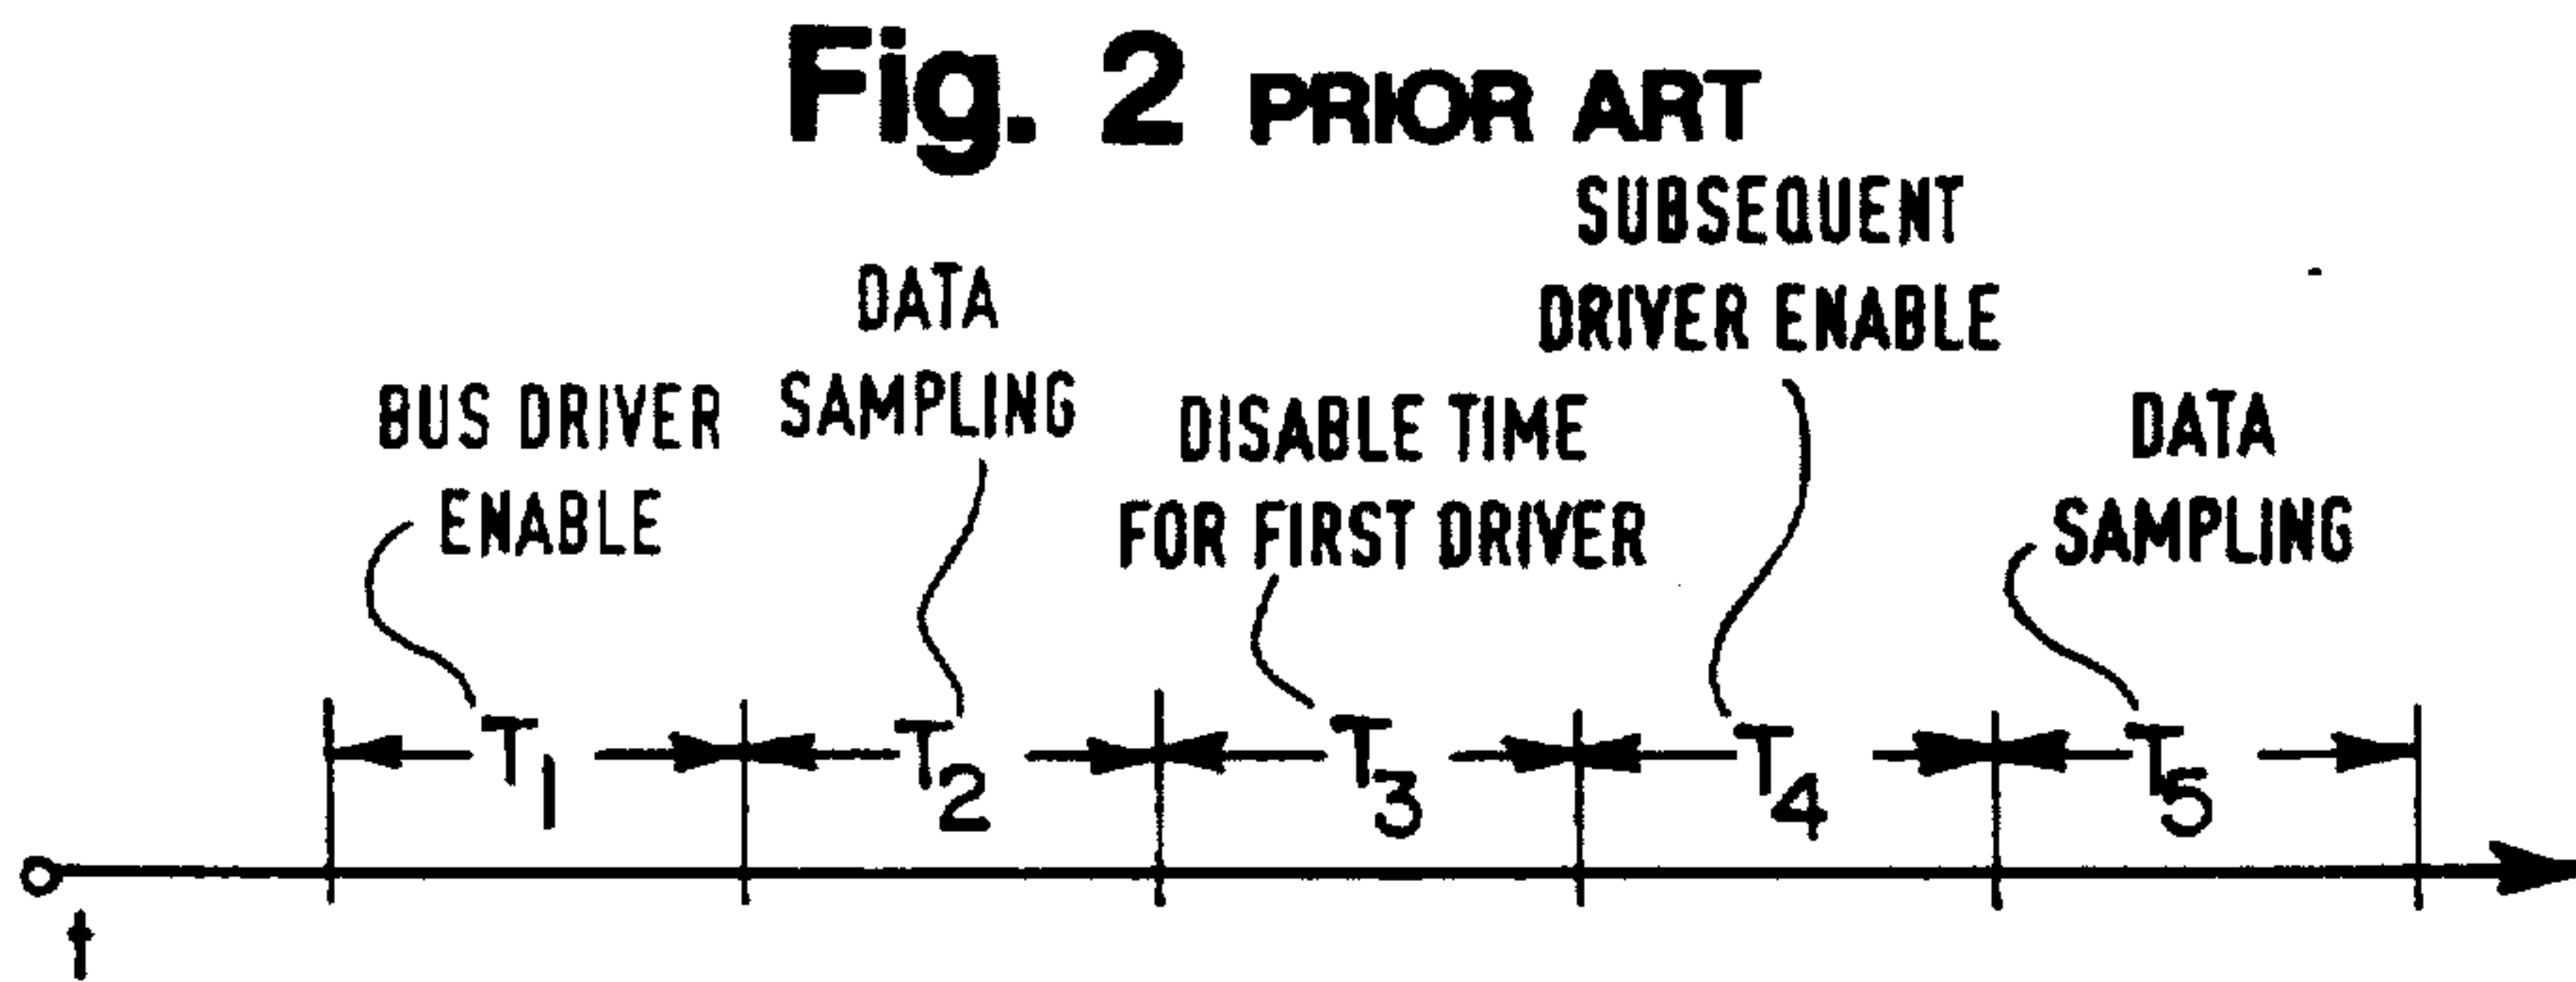 Fig. 2 PRIOR ART
BUS DRIVER
ENABLE
DATA
SAMPLING
DISABLE TIME
FOR FIRST DRIVER
SUBSEQUENT
DRIVER ENABLE
DATA
SAMPLING
T1 T2 T3 T4 T5
t